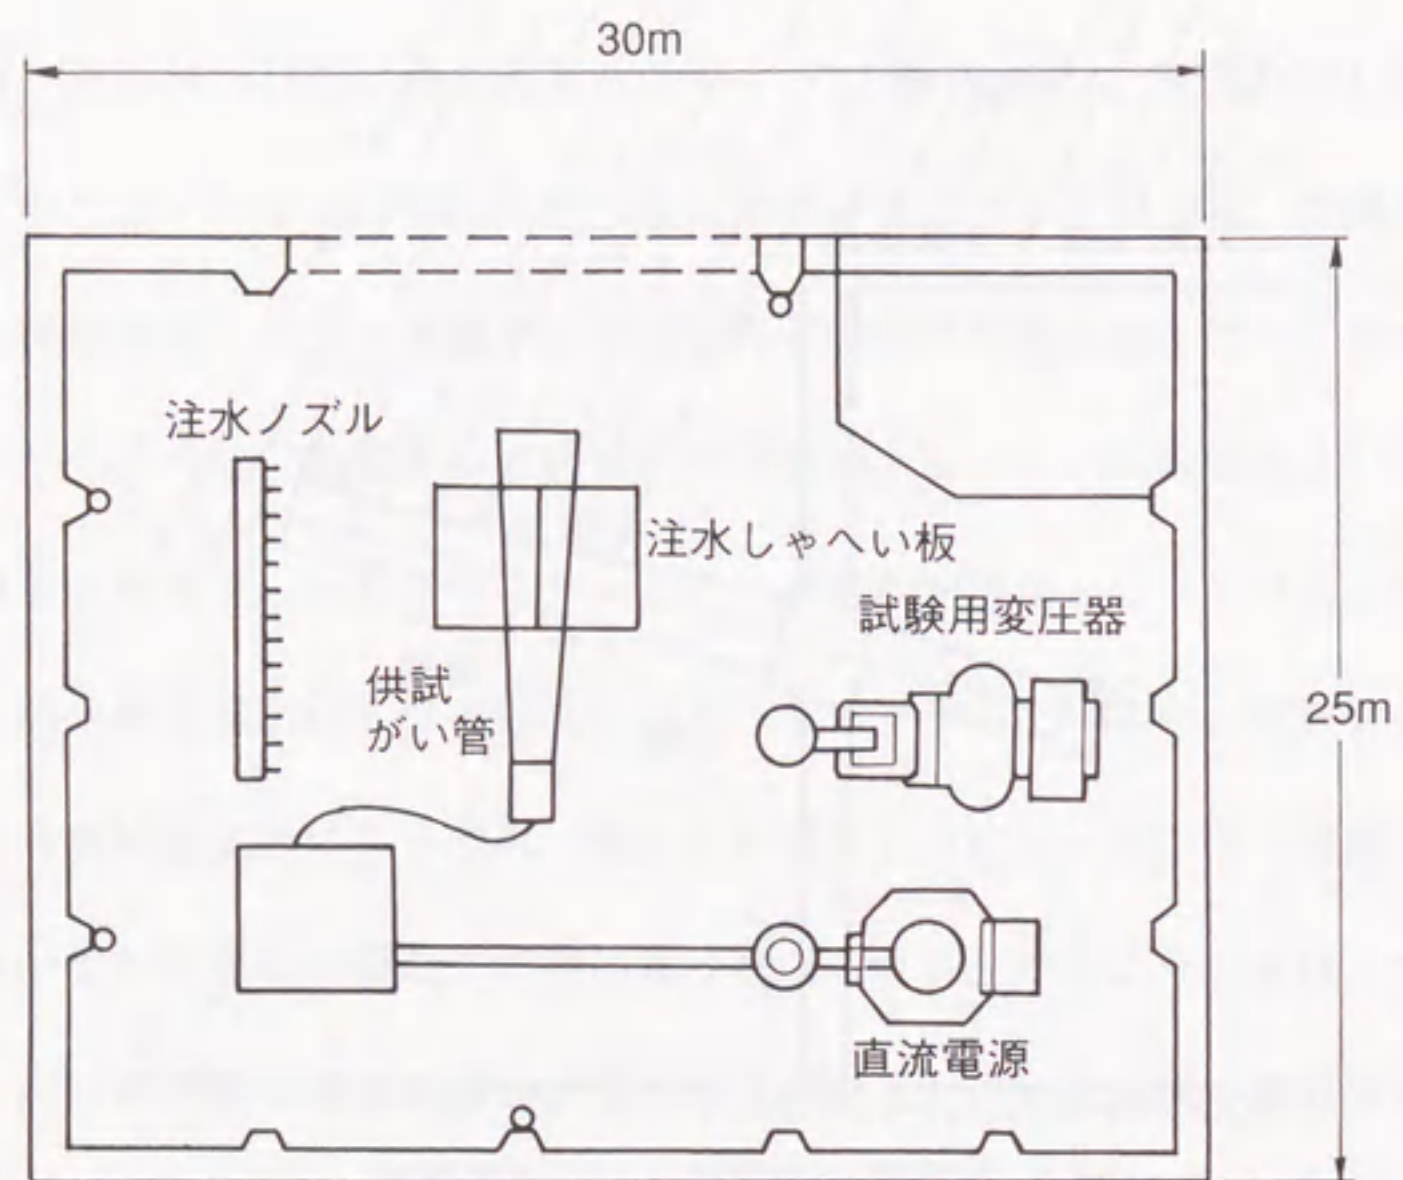 30m
注水ノズル
注水しゃへい板
試験用変圧器
供試
がい管
25m
直流電源